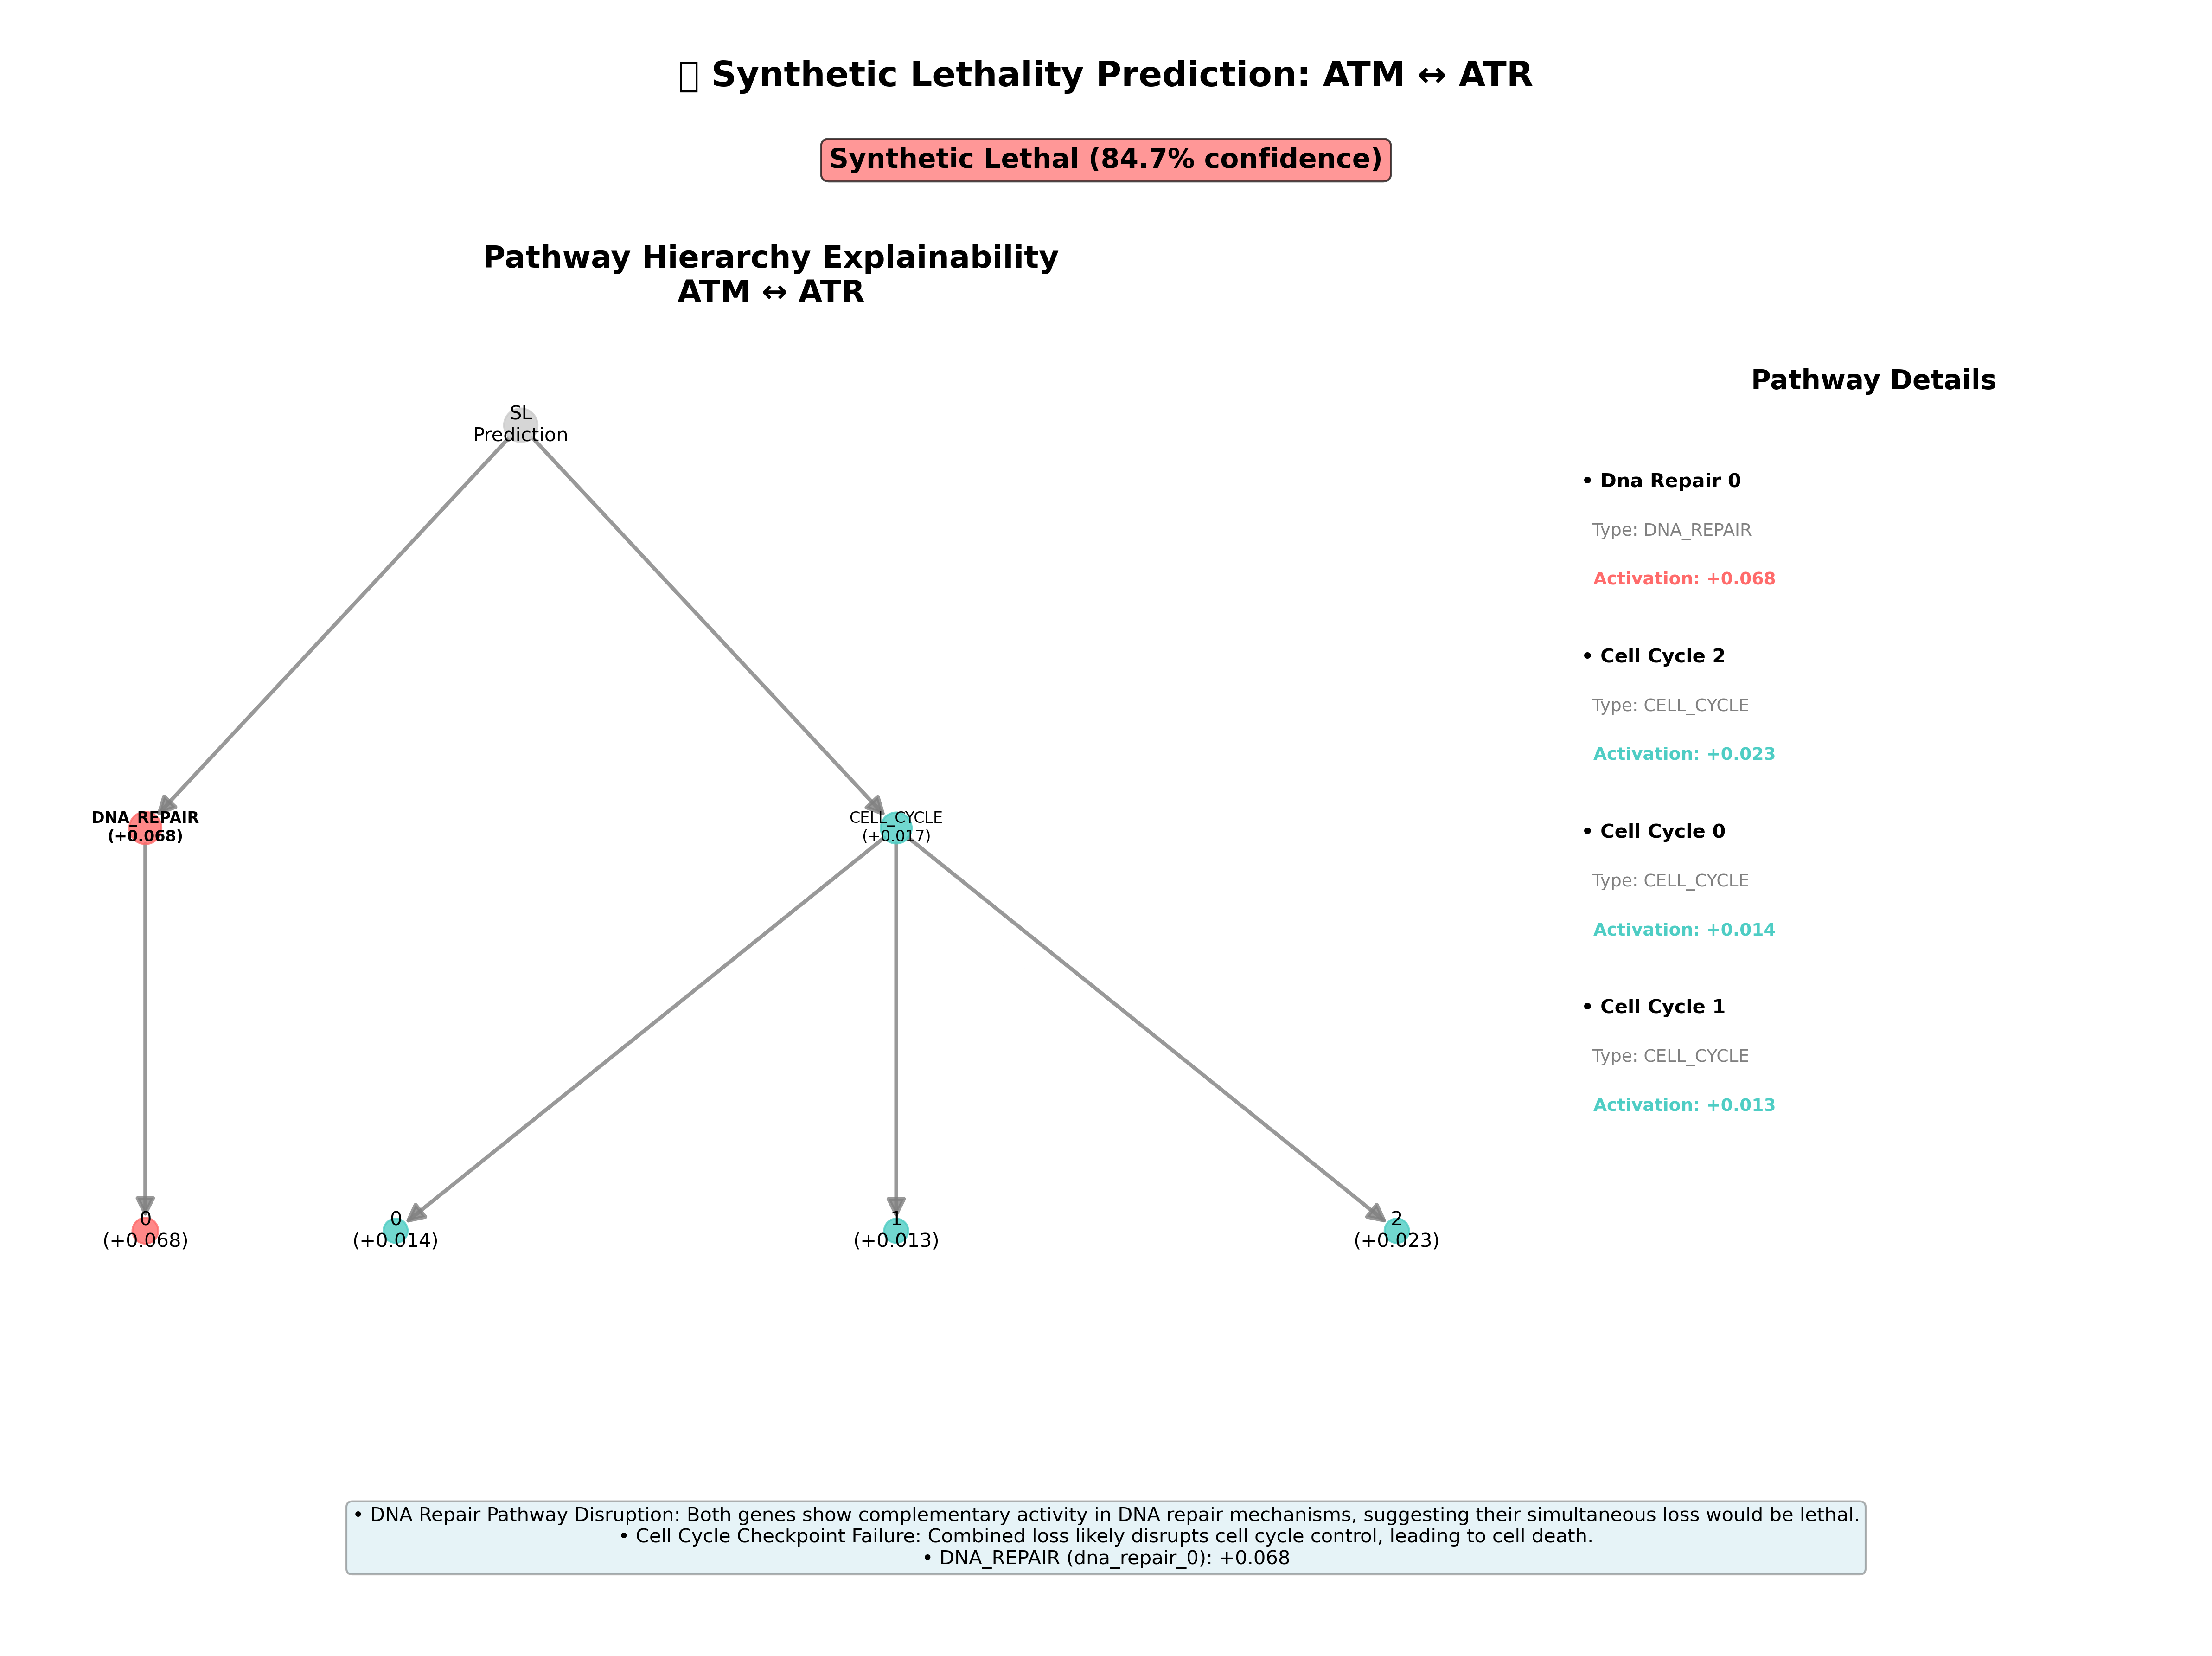 ▯ Synthetic Lethality Prediction: ATM ↔ ATR
Synthetic Lethal (84.7% confidence)
Pathway Hierarchy Explainability
ATM ↔ ATR
SL
Prediction
DNA_REPAIR
(+0.068)
CELL_CYCLE
(+0.017)
0
(+0.068)
0
(+0.014)
1
(+0.013)
2
(+0.023)
Pathway Details
• Dna Repair 0
Type: DNA_REPAIR
Activation: +0.068
• Cell Cycle 2
Type: CELL_CYCLE
Activation: +0.023
• Cell Cycle 0
Type: CELL_CYCLE
Activation: +0.014
• Cell Cycle 1
Type: CELL_CYCLE
Activation: +0.013
• DNA Repair Pathway Disruption: Both genes show complementary activity in DNA repair mechanisms, suggesting their simultaneous loss would be lethal.
• Cell Cycle Checkpoint Failure: Combined loss likely disrupts cell cycle control, leading to cell death.
• DNA_REPAIR (dna_repair_0): +0.068